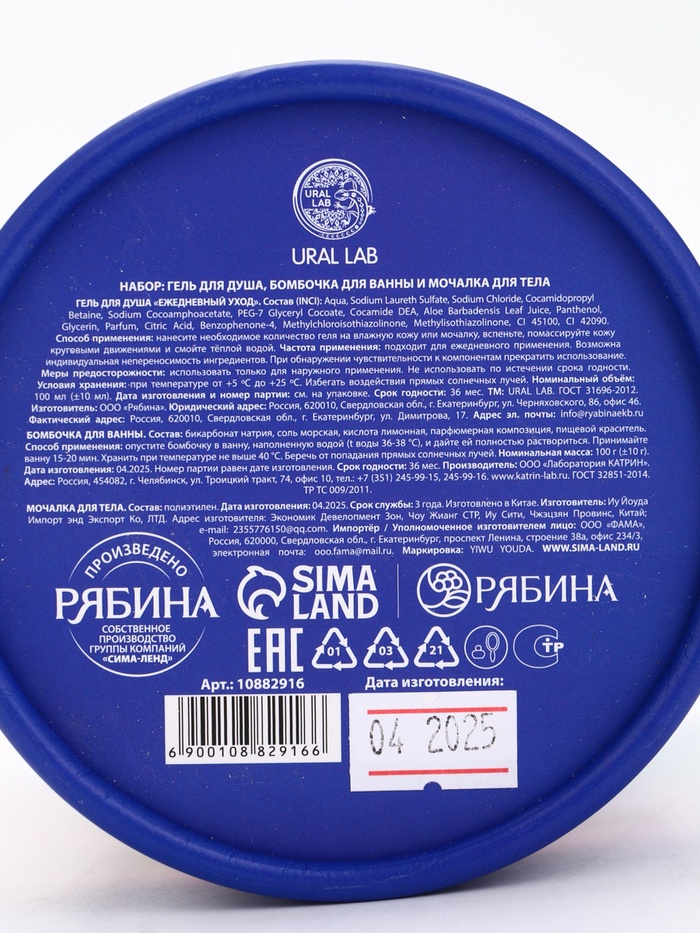 URAL
LAB
URAL LAB
НАБОР: ГЕЛЬ ДЛЯ ДУША, БОМБОЧКА ДЛЯ ВАННЫ И МОЧАЛКА ДЛЯ ТЕЛА
ГЕЛЬ ДЛЯ ДУША «ЕЖЕДНЕВНЫЙ УХОД». Состав (INCI): Aqua, Sodium Laureth Sulfate, Sodium Chloride, Cocamidopropyl
Betaine, Sodium Cocoamphoacetate, PEG-7 Glyceryl Cocoate, Cocamide DEA, Aloe Barbadensis Leaf Juice, Panthenol,
Glycerin, Parfum, Citric Acid, Benzophenone-4, Methylchloroisothiazolinone, Methylisothiazolinone, CI 45100, CI 42090.
Способ применения: нанесите необходимое количество геля на влажную кожу или мочалку, вспеньте, помассируйте кожу
круговыми движениями и смойте тёплой водой. Частота применения: подходит для ежедневного применения. Возможна
индивидуальная непереносимость ингредиентов. При обнаружении чувствительности к компонентам прекратить использование.
Меры предосторожности: использовать только для наружного применения. Не использовать по истечении срока годности.
Условия хранения: при температуре от +5 ºС до +25 ºС. Избегать воздействия прямых солнечных лучей. Номинальный объём:
100 мл (±10 мл). Дата изготовления и номер партии: см. на упаковке. Срок годности: 36 мес. ТМ: URAL LAB. ГОСТ 31696-2012.
Изготовитель: ООО «Рябина». Юридический адрес: Россия, 620010, Свердловская обл., г. Екатеринбург, ул. Черняховского, 86, офис 46.
Фактический адрес: Россия, 620010, Свердловская обл., г. Екатеринбург, ул. Димитрова, 17. Адрес эл. почты: info@ryabinaekb.ru
БОМБОЧКА ДЛЯ ВАННЫ. Состав: бикарбонат натрия, соль морская, кислота лимонная, парфюмерная композиция, пищевой краситель.
Способ применения: опустите бомбочку в ванну, наполненную водой (t воды 36-38 °С), и дайте ей полностью раствориться. Принимайте
ванну 15-20 мин. Хранить при температуре не выше 40 °С. Беречь от попадания прямых солнечных лучей. Номинальная масса: 100 г (±10 г).
Дата изготовления: 04.2025. Номер партии равен дате изготовления. Срок годности: 36 мес. Производитель: ООО «Лаборатория КАТРИН».
Адрес: Россия, 454082, г. Челябинск, ул. Троицкий тракт, 74, офис 10, тел.: +7 (351) 245-99-15, 245-99-16. www.katrin-lab.ru. ГОСТ 32851-2014.
ТР ТС 009/2011.
МОЧАЛКА ДЛЯ ТЕЛА. Состав: полиэтилен. Дата изготовления: 04.2025. Срок службы: 3 года. Изготовлено в Китае. Изготовитель: Иу Йоуда
Импорт энд Экспорт Ко, ЛТД. Адрес изготовителя: Экономик Девелопмент Зон, Чоу Жианг СТР, Иу Сити, Чжэцзян Провинс, Китай;
e-mail: 2355776150@qq.com. Импортёр / Уполномоченное изготовителем лицо: ООО «ФАМА»,
Россия, 620000, Свердловская обл., г. Екатеринбург, проспект Ленина, строение 38а, офис 234/3,
электронная почта: ooo.fama@mail.ru. Маркировка: YIWU YOUDA. WWW.SIMA-LAND.RU
ПРОИЗВЕДЕНО
РЯБИНА
СОБСТВЕННОЕ
ПРОИЗВОДСТВО
ГРУППЫ КОМПАНИЙ
«СИМА-ЛЕНД»
SIMA
LAND
РЯБИНА
EAC
01
03
21
TP
Арт.: 10882916
Дата изготовления:
6 900108 829166
04 2025